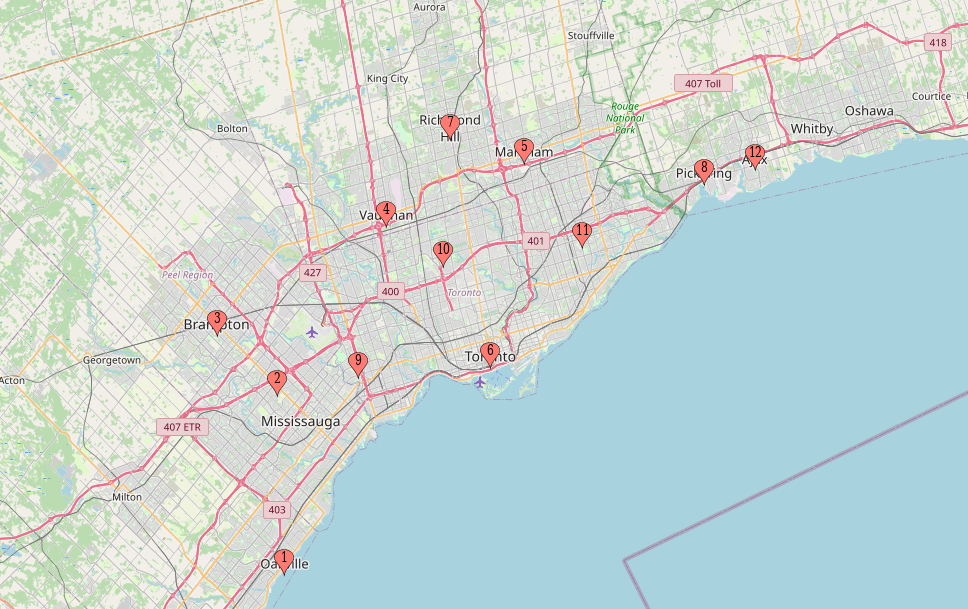 Aurora
Stouffville
418
King City
407 Toll
Courtice
Rouge
National
Park
Oshawa
Richmond
Hill
7
Bolton
Whitby
5
Markham
12
Ajax
8
Pickering
4
Vaughan
11
401
10
427
Peel Region
400
Toronto
3
Brampton
6
Toronto
9
Georgetown
2
Acton
Mississauga
407 ETR
Milton
403
1
Oakville